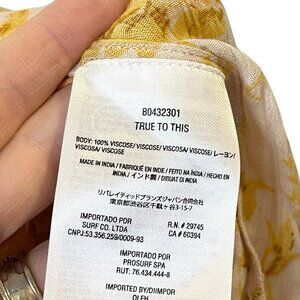 B0432301
TRUE TO THIS
BODY: 100% VISCOSE/ VISCOSA/ VISCOSE/ レーヨン/
VISCOSA/ VISCOSE
MADE IN INDIA / FABRIQUÉ EN INDE / FEITO NA ÍNDIA / HECHO EN
INDIA / インド製 / DIBUAT DI INDIA
リバレイティッドブランズジャパン合同会社
東京都渋谷区千駄ヶ谷3-15-7
IMPORTADO POR
SURF CO. LTDA
CNPJ:53.356.259/0009-93
R.N. # 29745
CA # 60394
IMPORTADO POR
PROSURF SPA
RUT: 76.434.444-8
IMPORTED BY/DIIMPOR
OLEH